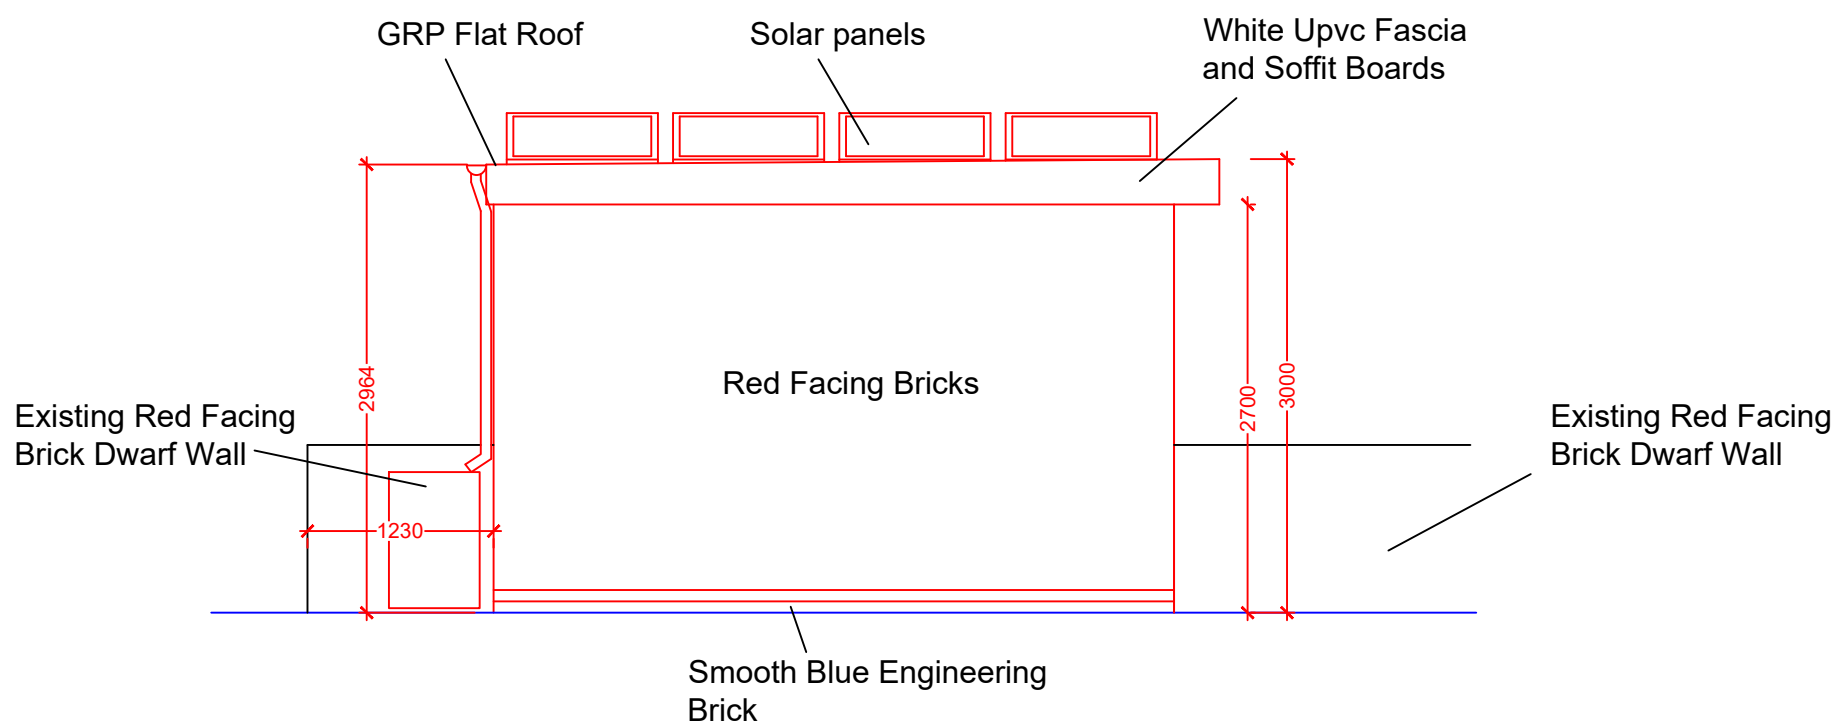 GRP Flat Roof
Solar panels
White Upvc Fascia
and Soffit Boards
2964
Red Facing Bricks
2700
3000
Existing Red Facing
Brick Dwarf Wall
Existing Red Facing
Brick Dwarf Wall
1230
Smooth Blue Engineering
Brick